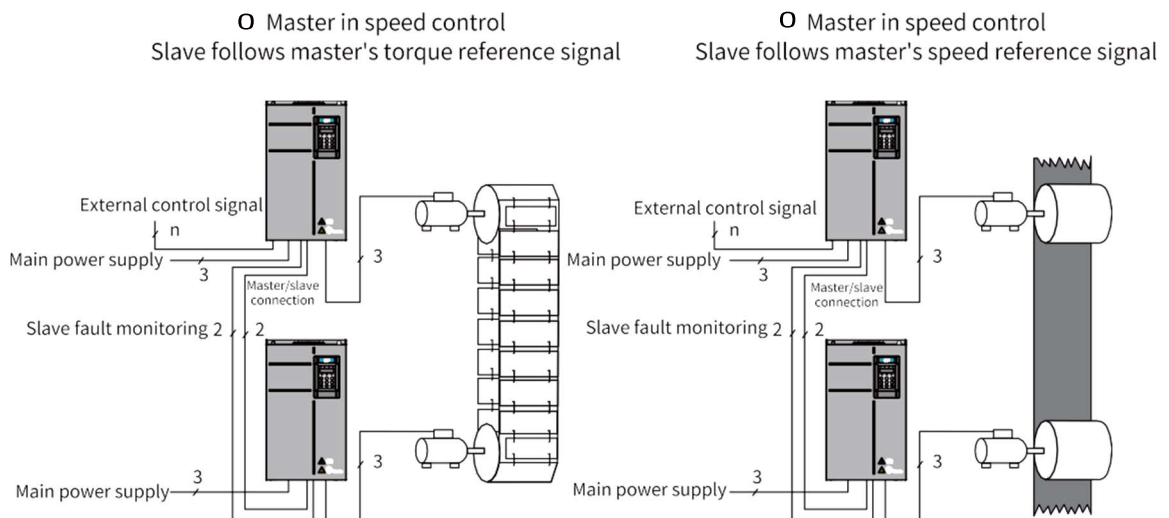 O Master in speed control
Slave follows master's torque reference signal
External control signal
n
Main power supply
3
3
Master/slave
connection
Slave fault monitoring 2
2
3
3
Main power supply
O Master in speed control
Slave follows master's speed reference signal
External control signal
n
Main power supply
3
3
Master/slave
connection
Slave fault monitoring 2
2
3
3
Main power supply